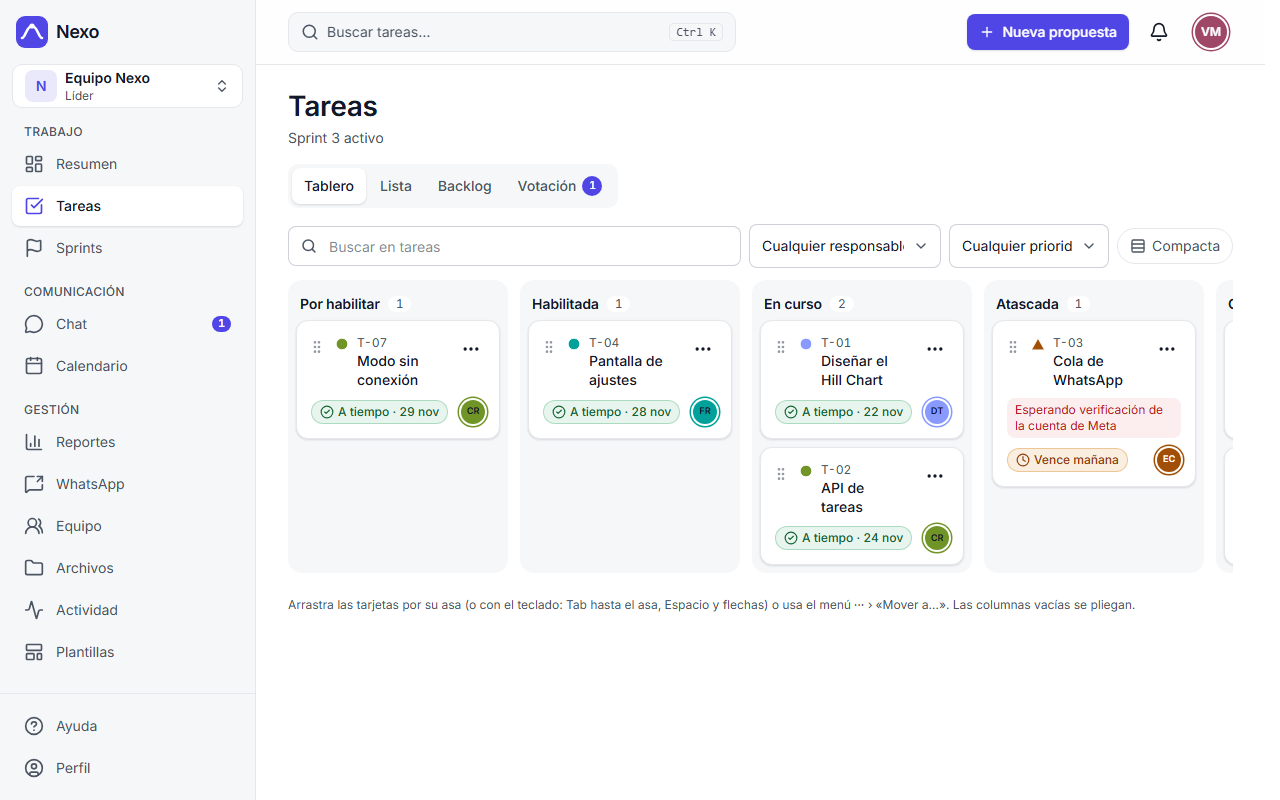 Nexo
Buscar tareas...
Ctrl K
Nueva propuesta
VM
N
Equipo Nexo
Líder
TRABAJO
Resumen
Tareas
Sprints
COMUNICACIÓN
Chat
1
Calendario
GESTIÓN
Reportes
WhatsApp
Equipo
Archivos
Actividad
Plantillas
Ayuda
Perfil
Tareas
Sprint 3 activo
Tablero
Lista
Backlog
Votación
1
Buscar en tareas
Cualquier responsabl
Cualquier priorid
Compacta
Por habilitar
1
T-07
Modo sin
conexión
A tiempo · 29 nov
CR
Habilitada
1
T-04
Pantalla de
ajustes
A tiempo · 28 nov
FR
En curso
2
T-01
Diseñar el
Hill Chart
A tiempo · 22 nov
DT
T-02
API de
tareas
A tiempo · 24 nov
CR
Atascada
1
T-03
Cola de
WhatsApp
Esperando verificación de
la cuenta de Meta
Vence mañana
EC
Arrastra las tarjetas por su asa (o con el teclado: Tab hasta el asa, Espacio y flechas) o usa el menú ··· › «Mover a…». Las columnas vacías se pliegan.